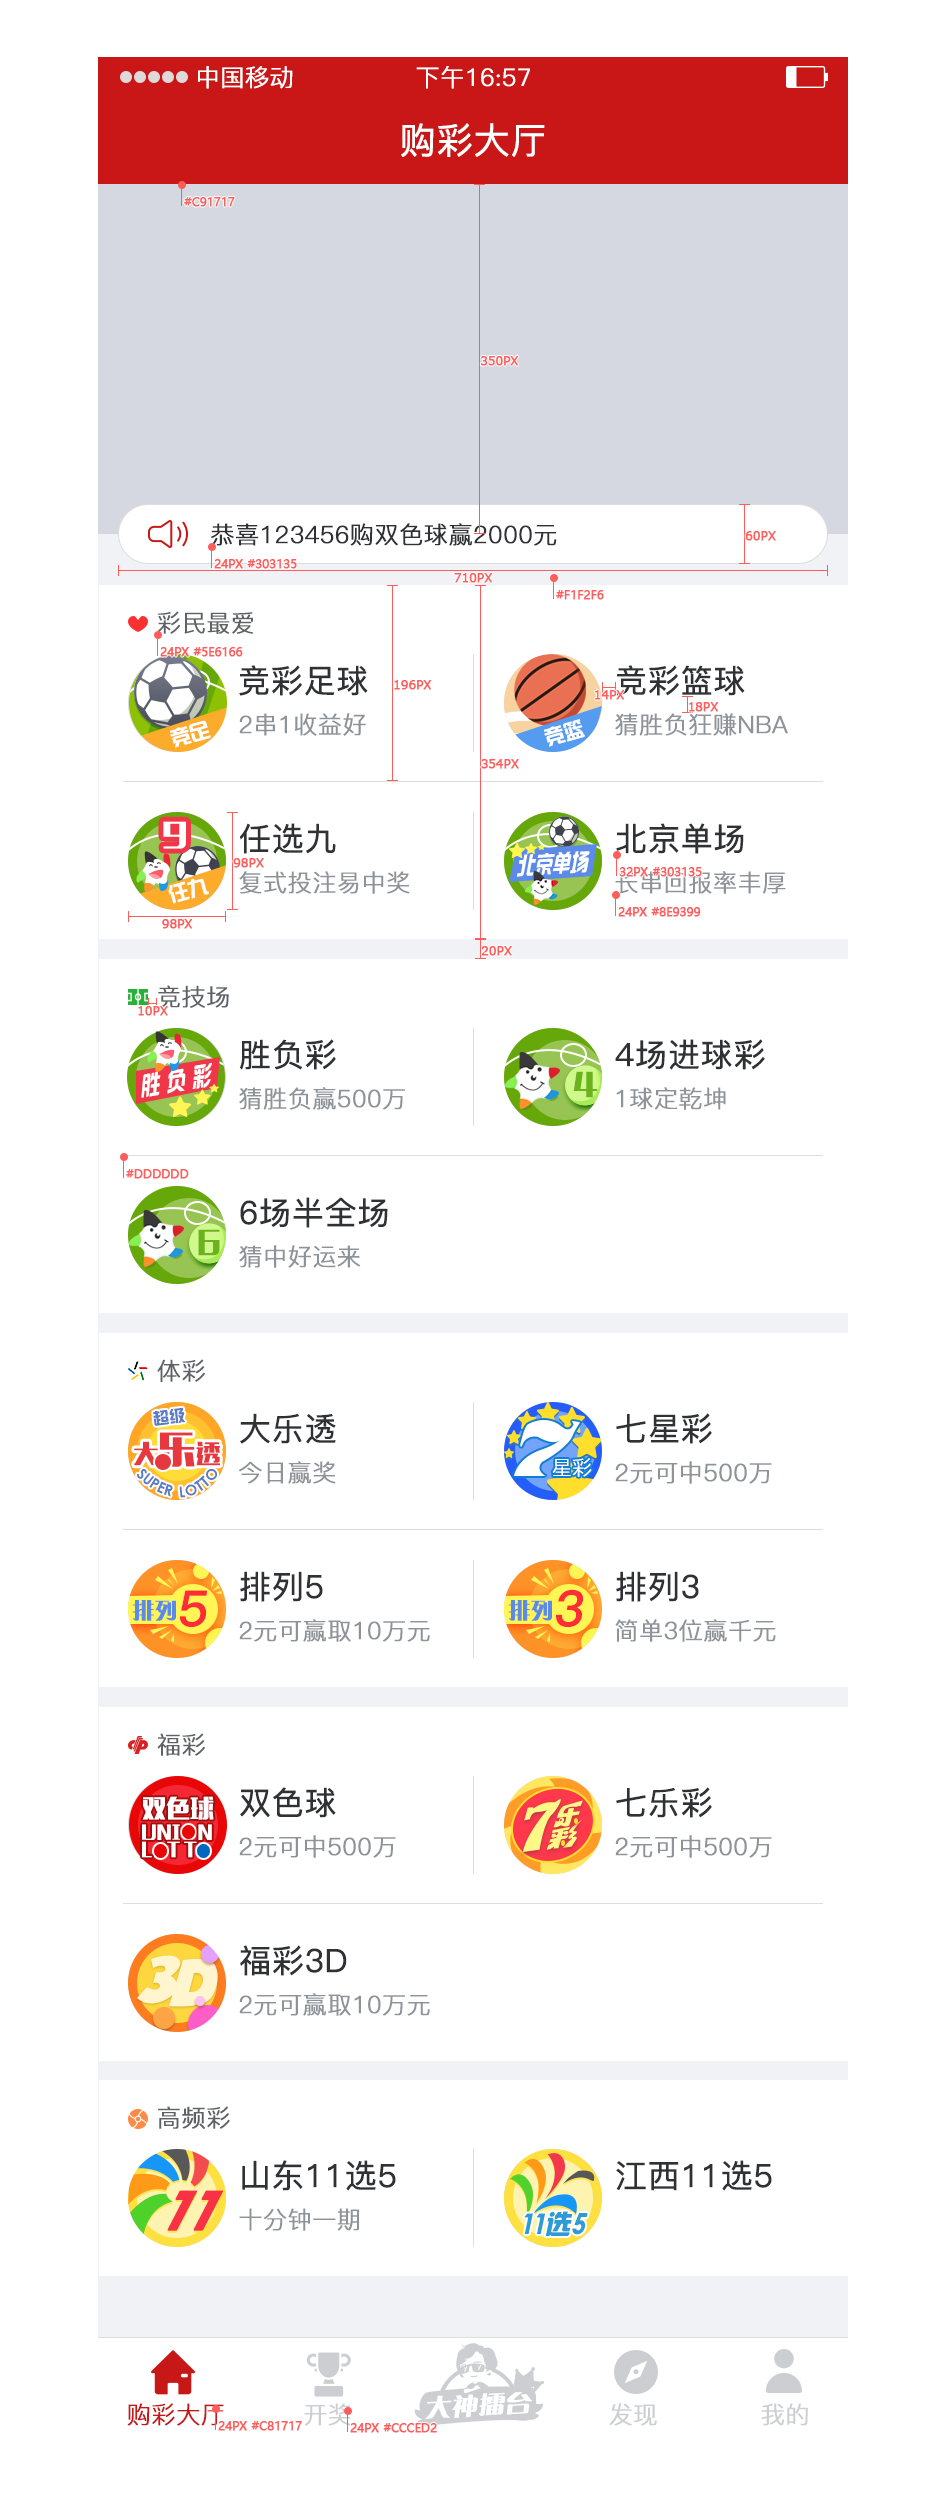 中国移动 下午16:57
购彩大厅
#C91717
350PX
恭喜123456购双色球赢2000元
60PX
24PX #303135
710PX
#F1F2F6
彩民最爱
24PX #5E6166
196PX
竞彩足球
2串1收益好
竞足
竞彩篮球
14PX
18PX
猜胜负狂赚NBA
竞篮
354PX
任选九
98PX
复式投注易中奖
9
任九
98PX
北京单场
32PX #303135
长串回报率丰厚
24PX #8E9399
北京单场
20PX
竞技场
10PX
胜负彩
猜胜负赢500万
胜负彩
4场进球彩
1球定乾坤
4
#DDDDDD
6场半全场
猜中好运来
6
体彩
超级
大乐透
SUPER LOTTO
大乐透
今日赢奖
7
星彩
七星彩
2元可中500万
排列5
排列5
2元可赢取10万元
排列3
排列3
简单3位赢千元
福彩
双色球
UNION
LOTTO
双色球
2元可中500万
7乐彩
七乐彩
2元可中500万
3D
福彩3D
2元可赢取10万元
高频彩
11
山东11选5
十分钟一期
11选5
江西11选5
购彩大厅
24PX #C81717
开奖
24PX #CCCED2
大神擂台
发现
我的